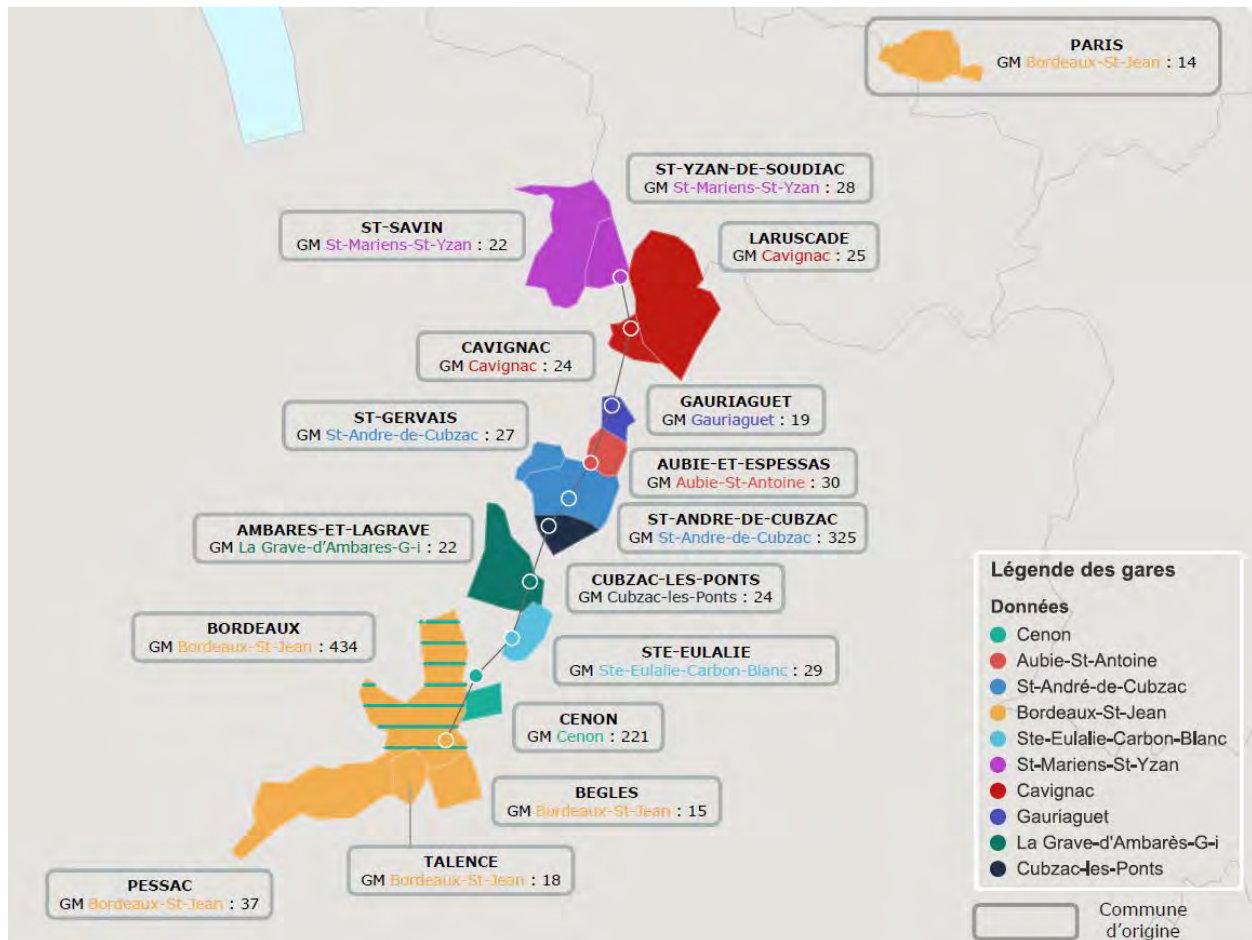 PARIS
GM Bordeaux-St-Jean : 14
ST-YZAN-DE-SOUDIAC
GM St-Mariens-St-Yzan : 28
ST-SAVIN
GM St-Mariens-St-Yzan : 22
LARUSCADE
GM Cavignac : 25
CAVIGNAC
GM Cavignac : 24
GAURIAGUET
GM Gauriaguet : 19
ST-GERVAIS
GM St-Andre-de-Cubzac : 27
AUBIE-ET-ESPESSAS
GM Aubie-St-Antoine : 30
ST-ANDRE-DE-CUBZAC
GM St-Andre-de-Cubzac : 325
AMBARES-ET-LAGRAVE
GM La Grave-d'Ambares-G-i : 22
CUBZAC-LES-PONTS
GM Cubzac-les-Ponts : 24
BORDEAUX
GM Bordeaux-St-Jean : 434
STE-EULALIE
GM Ste-Eulalie-Carbon-Blanc : 29
CENON
GM Cenon : 221
BEGLES
GM Bordeaux-St-Jean : 15
TALENCE
GM Bordeaux-St-Jean : 18
PESSAC
GM Bordeaux-St-Jean : 37
Légende des gares
Données
Cenon
Aubie-St-Antoine
St-André-de-Cubzac
Bordeaux-St-Jean
Ste-Eulalie-Carbon-Blanc
St-Mariens-St-Yzan
Cavignac
Gauriaguet
La Grave-d'Ambarès-G-i
Cubzac-les-Ponts
Commune
d'origine